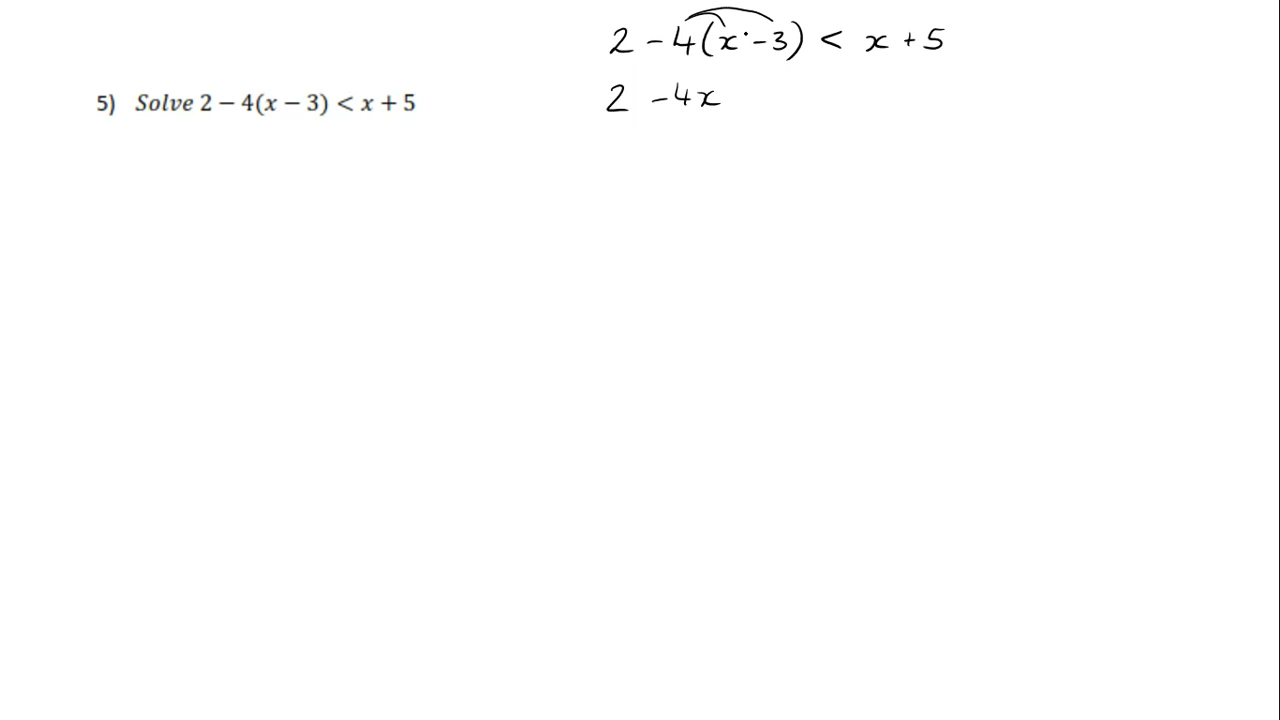 2 - 4(x - 3) < x + 5
2 - 4x
5) Solve 2 − 4(x − 3) < x + 5